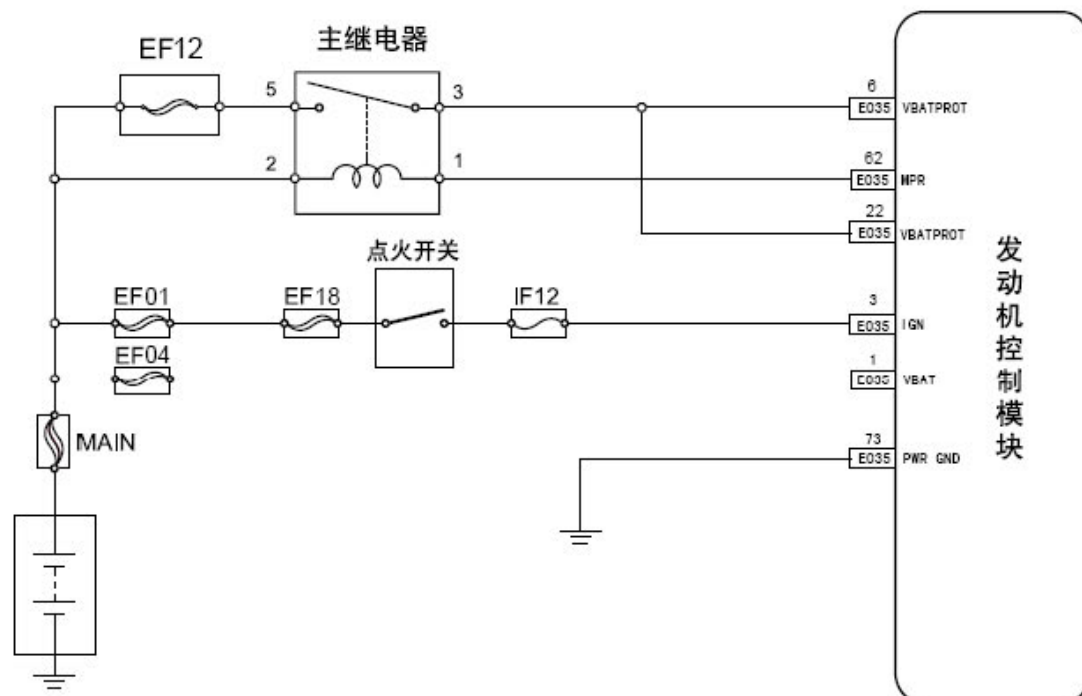 主继电器
EF12
5
3
6
E035 VBATPROT
2
1
62
E035 MPR
22
E035 VBATPROT
点火开关
EF01
EF18
IF12
3
E035 IGN
EF04
1
E035 VBAT
MAIN
73
E035 PWR GND
发动机控制模块